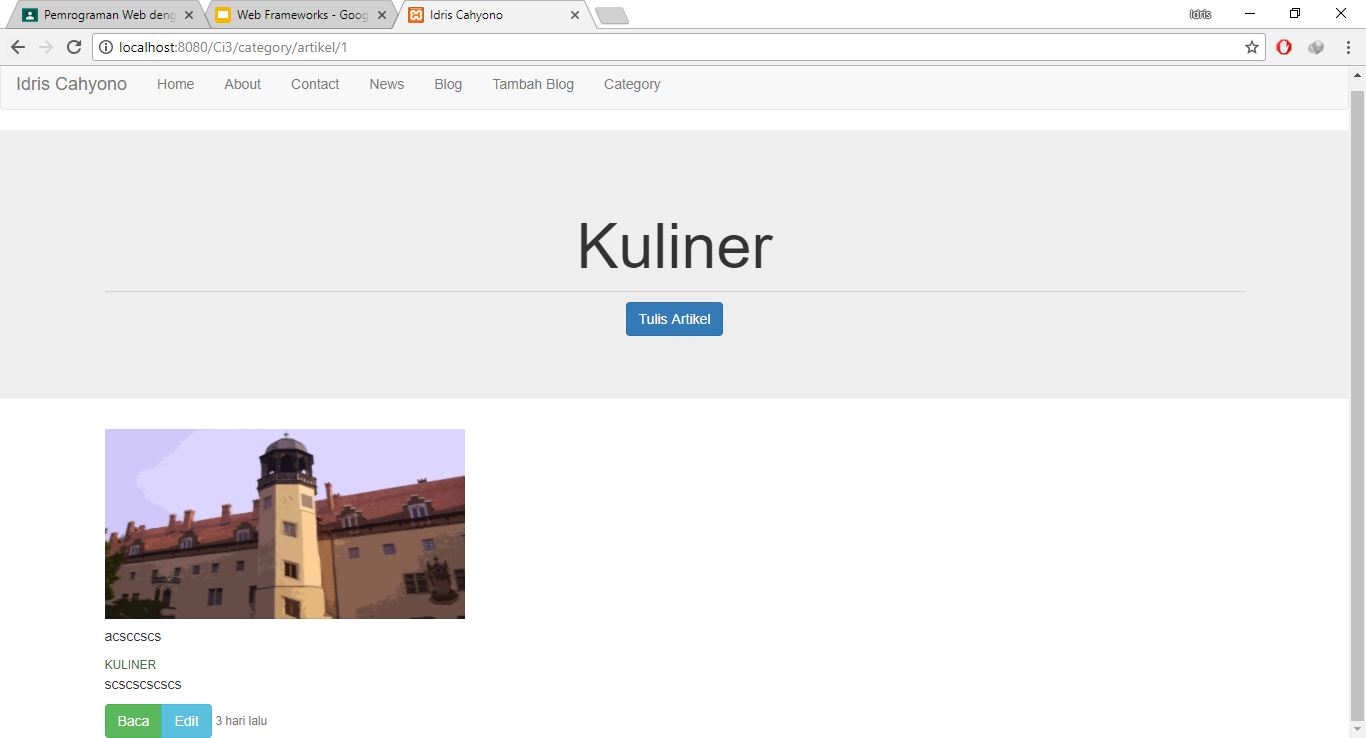 Pemrograman Web deng
Web Frameworks - Goog
Idris Cahyono
Idris
localhost:8080/Ci3/category/artikel/1
Idris Cahyono Home About Contact News Blog Tambah Blog Category
Kuliner
Tulis Artikel
acsccscs
KULINER
scscscscscs
Baca Edit 3 hari lalu